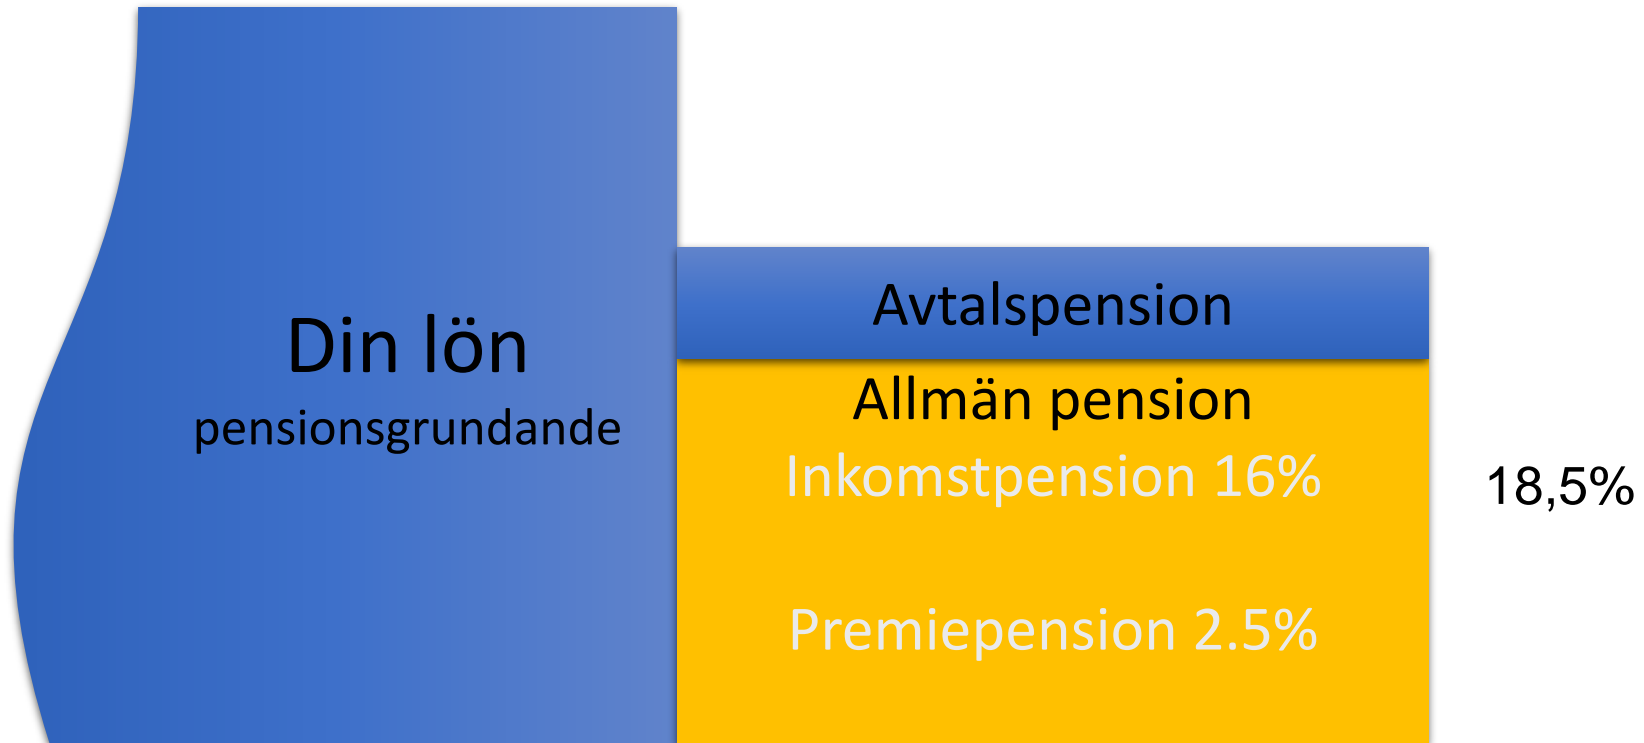 Din lön
pensionsgrundande
Avtalspension
Allmän pension
Inkomstpension 16%
Premiepension 2.5%
18,5%